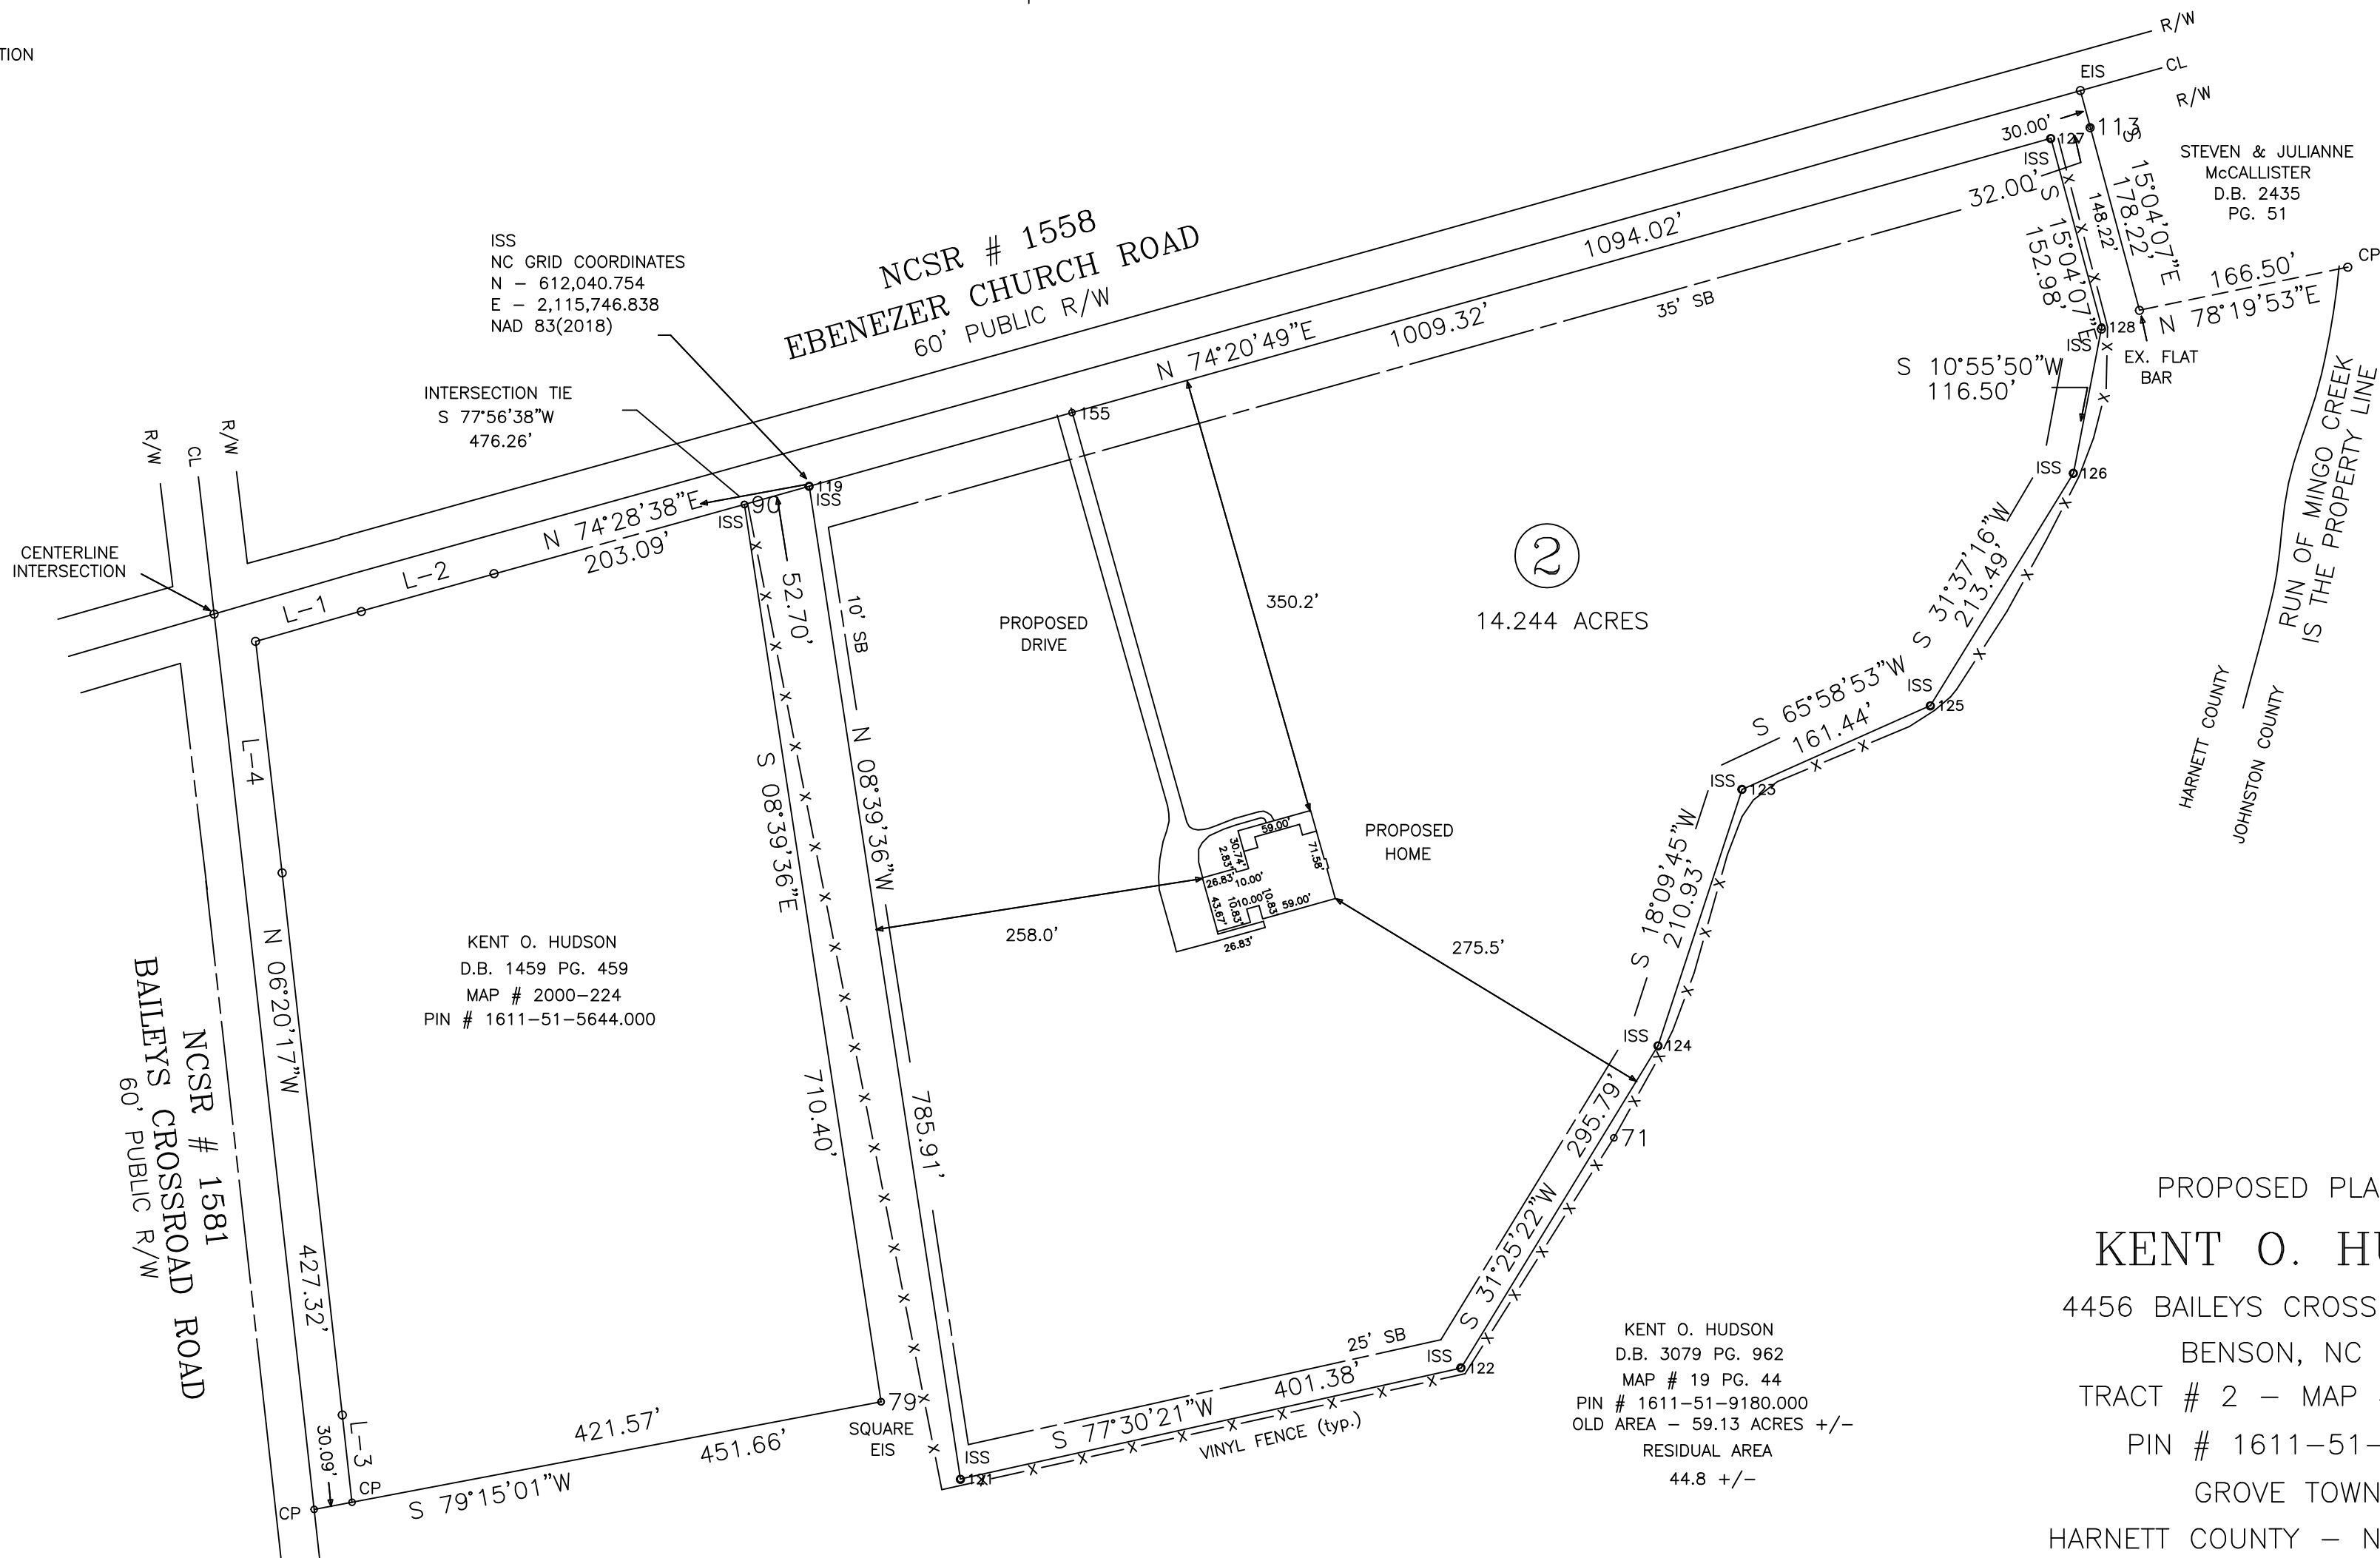 TION
R/W
CL
R/W
EIS
30.00'
113
127
ISS
STEVEN & JULIANNE
McCALLISTER
D.B. 2435
PG. 51
S 15°04'07"E
178.22'
148.22'
S 15°04'07"E
152.98'
32.00'
1094.02'
CP
166.50'
N 78°19'53"E
128
ISS
EX. FLAT
BAR
S 10°55'50"W
116.50'
ISS
NC GRID COORDINATES
N - 612,040.754
E - 2,115,746.838
NAD 83(2018)
NCSR # 1558
EBENEZER CHURCH ROAD
60' PUBLIC R/W
N 74°20'49"E
1009.32'
35' SB
INTERSECTION TIE
S 77°56'38"W
476.26'
155
R/W
CL
R/W
119
ISS
90
ISS
N 74°28'38"E
203.09'
CENTERLINE
INTERSECTION
L-1
L-2
ISS
126
RUN OF MINGO CREEK
IS THE PROPERTY LINE
52.70'
10' SB
PROPOSED
DRIVE
350.2'
2
14.244 ACRES
S 31°37'16"W
213.49'
ISS
125
S 65°58'53"W
161.44'
HARNETT COUNTY
JOHNSTON COUNTY
L-4
S 08°39'36"E
N 08°39'36"W
ISS
123
PROPOSED
HOME
59.00'
30.74'
2.83'
71.58'
26.83'
10.00'
43.67'
10.83'
10.00'
10.83'
59.00'
26.83'
258.0'
275.5'
S 18°09'45"W
210.93'
KENT O. HUDSON
D.B. 1459 PG. 459
MAP # 2000-224
PIN # 1611-51-5644.000
N 06°20'17"W
NCSR # 1581
BAILEYS CROSSROAD ROAD
60' PUBLIC R/W
ISS
124
710.40'
785.91'
295.79'
71
S 31°25'22"W
427.32'
PROPOSED PLA
KENT O. HU
4456 BAILEYS CROSS
BENSON, NC
TRACT # 2 - MAP
PIN # 1611-51-
GROVE TOWN
HARNETT COUNTY - N
KENT O. HUDSON
D.B. 3079 PG. 962
MAP # 19 PG. 44
PIN # 1611-51-9180.000
OLD AREA - 59.13 ACRES +/-
RESIDUAL AREA
44.8 +/-
25' SB
ISS
122
401.38'
S 77°30'21"W
VINYL FENCE (typ.)
79
SQUARE
EIS
ISS
121
421.57'
451.66'
S 79°15'01"W
L-3
30.09'
CP
CP